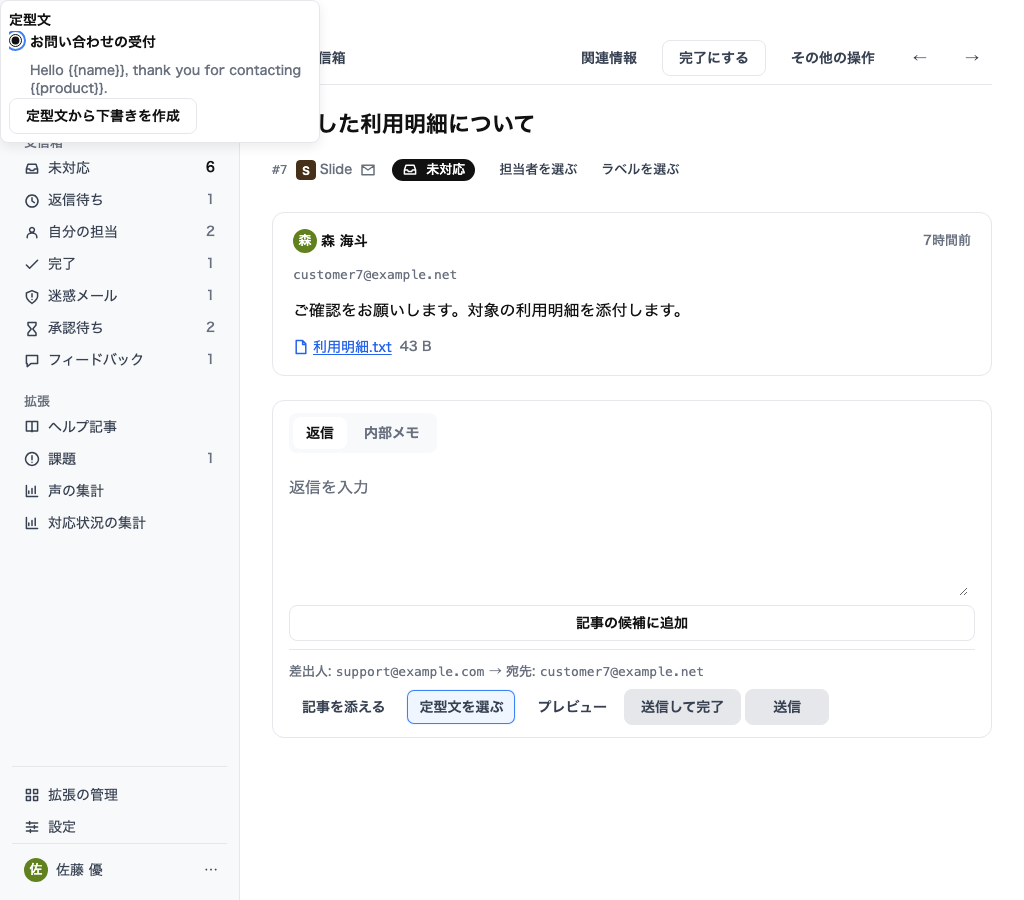 定型文
お問い合わせの受付
Hello {{name}}, thank you for contacting
{{product}}.
定型文から下書きを作成
信箱
関連情報
完了にする
その他の操作
←
→
した利用明細について
#7
S Slide
未対応
担当者を選ぶ
ラベルを選ぶ
未対応 6
返信待ち 1
自分の担当 2
完了 1
迷惑メール 1
承認待ち 2
フィードバック 1
拡張
ヘルプ記事
課題 1
声の集計
対応状況の集計
拡張の管理
設定
佐 佐藤 優 …
森 森 海斗
7時間前
customer7@example.net
ご確認をお願いします。対象の利用明細を添付します。
利用明細.txt 43 B
返信
内部メモ
返信を入力
記事の候補に追加
差出人: support@example.com → 宛先: customer7@example.net
記事を添える
定型文を選ぶ
プレビュー
送信して完了
送信